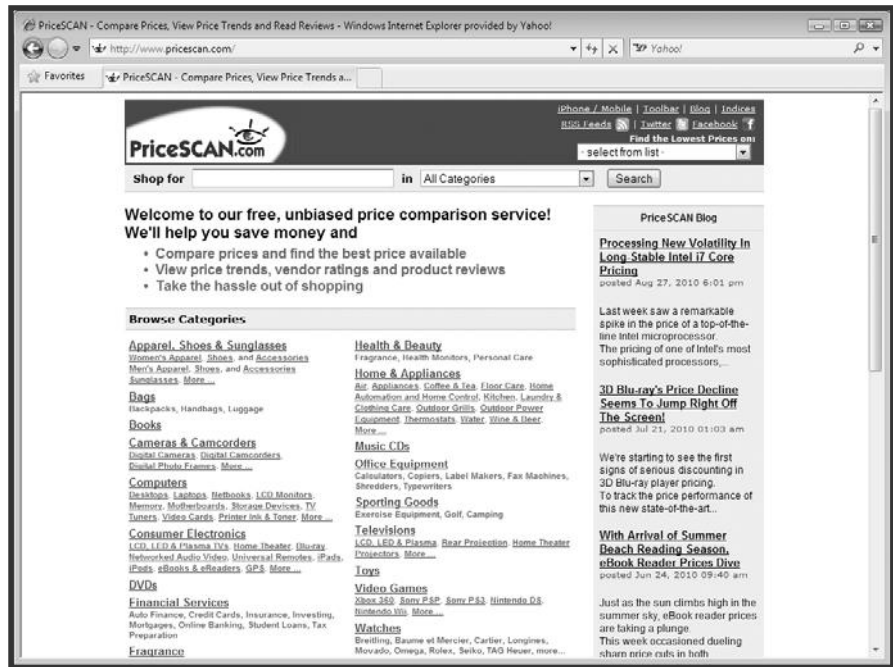 PriceSCAN - Compare Prices, View Price Trends and Read Reviews - Windows Internet Explorer provided by Yahoo!
http://www.pricescan.com/
Yahoo!
Favorites
PriceSCAN - Compare Prices, View Price Trends a...
PriceSCAN.com
iPhone / Mobile | Toolbar | Blog | Indices
RSS Feeds | Twitter Facebook
Find the Lowest Prices on:
- select from list -
Shop for in All Categories Search
Welcome to our free, unbiased price comparison service!
We'll help you save money and
• Compare prices and find the best price available
• View price trends, vendor ratings and product reviews
• Take the hassle out of shopping
Browse Categories
Apparel, Shoes & Sunglasses
Women's Apparel, Shoes, and Accessories
Men's Apparel, Shoes, and Accessories
Sunglasses, More ...
Bags
Backpacks, Handbags, Luggage
Books
Cameras & Camcorders
Digital Cameras, Digital Camcorders,
Digital Photo Frames, More ...
Computers
Desktops, Laptops, Netbooks, LCD Monitors,
Memory, Motherboards, Storage Devices, TV
Tuners, Video Cards, Printer Ink & Toner, More ...
Consumer Electronics
LCD, LED & Plasma TVs, Home Theater, Blu-ray,
Networked Audio Video, Universal Remotes, iPads,
iPods, eBooks & eReaders, GPS, More ...
DVDs
Financial Services
Auto Finance, Credit Cards, Insurance, Investing,
Mortgages, Online Banking, Student Loans, Tax
Preparation
Fragrance
Health & Beauty
Fragrance, Health Monitors, Personal Care
Home & Appliances
Air, Appliances, Coffee & Tea, Floor Care, Home
Automation and Home Control, Kitchen, Laundry &
Clothing Care, Outdoor Grills, Outdoor Power
Equipment, Thermostats, Water, Wine & Beer,
More ...
Music CDs
Office Equipment
Calculators, Copiers, Label Makers, Fax Machines,
Shredders, Typewriters
Sporting Goods
Exercise Equipment, Golf, Camping
Televisions
LCD, LED & Plasma, Rear Projection, Home Theater
Projectors, More ...
Toys
Video Games
Xbox 360, Sony PSP, Sony PS3, Nintendo DS,
Nintendo Wii, More ...
Watches
Breitling, Baume et Mercier, Cartier, Longines,
Movado, Omega, Rolex, Seiko, TAG Heuer, more...
PriceSCAN Blog
Processing New Volatility In
Long-Stable Intel i7 Core
Pricing
posted Aug 27, 2010 6:01 pm
Last week saw a remarkable
spike in the price of a top-of-the-
line Intel microprocessor.
The pricing of one of Intel's most
sophisticated processors,...
3D Blu-ray's Price Decline
Seems To Jump Right Off
The Screen!
posted Jul 21, 2010 01:03 am
We're starting to see the first
signs of serious discounting in
3D Blu-ray player pricing.
To track the price performance of
this new state-of-the-art...
With Arrival of Summer
Beach Reading Season,
eBook Reader Prices Dive
posted Jun 24, 2010 09:40 am
Just as the sun climbs high in the
summer sky, eBook reader prices
are taking a plunge.
This week occasioned dueling
sharp price cuts in both